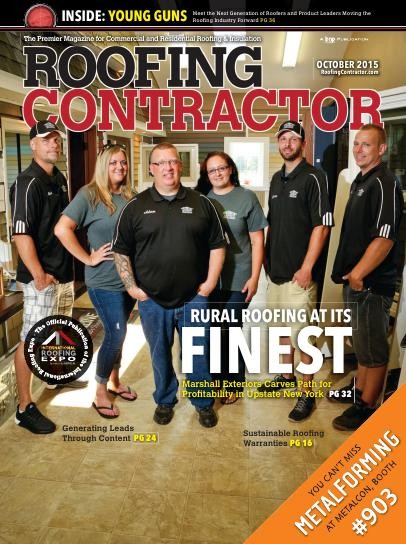 INSIDE: YOUNG GUNS
Meet the Next Generation of Roofers and Product Leaders Moving the
Roofing Industry Forward PG 36
The Premier Magazine for Commercial and Residential Roofing & Insulation
A bnp PUBLICATION
ROOFING
CONTRACTOR
OCTOBER 2015
RoofingContractor.com
RURAL ROOFING AT ITS
FINEST
Marshall Exteriors Carves Path for
Profitability in Upstate New York PG 32
The Official Publication of the International Roofing Expo
INTERNATIONAL
ROOFING
EXPO
Generating Leads
Through Content PG 24
Sustainable Roofing
Warranties PG 16
YOU CAN'T MISS
METALFORMING
AT METALCON, BOOTH
#903